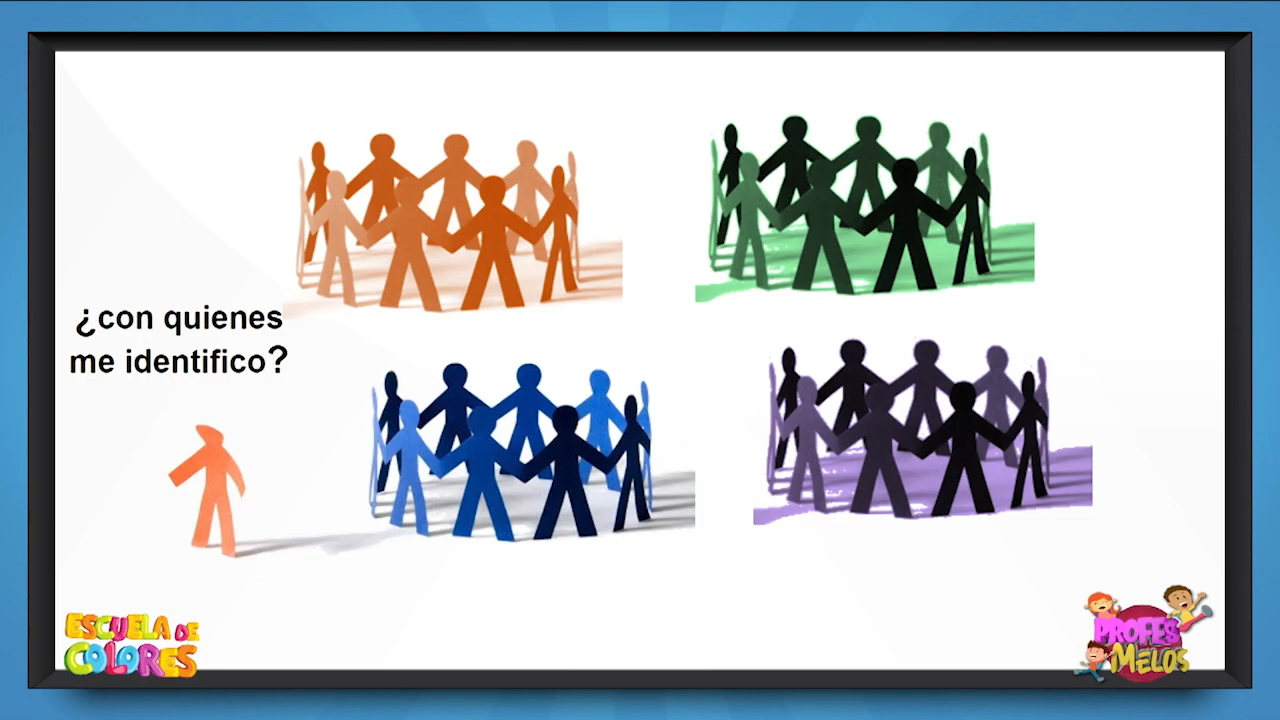 ¿con quienes
me identifico?
ESCUELA DE
COLORES
PROFES
MELOS